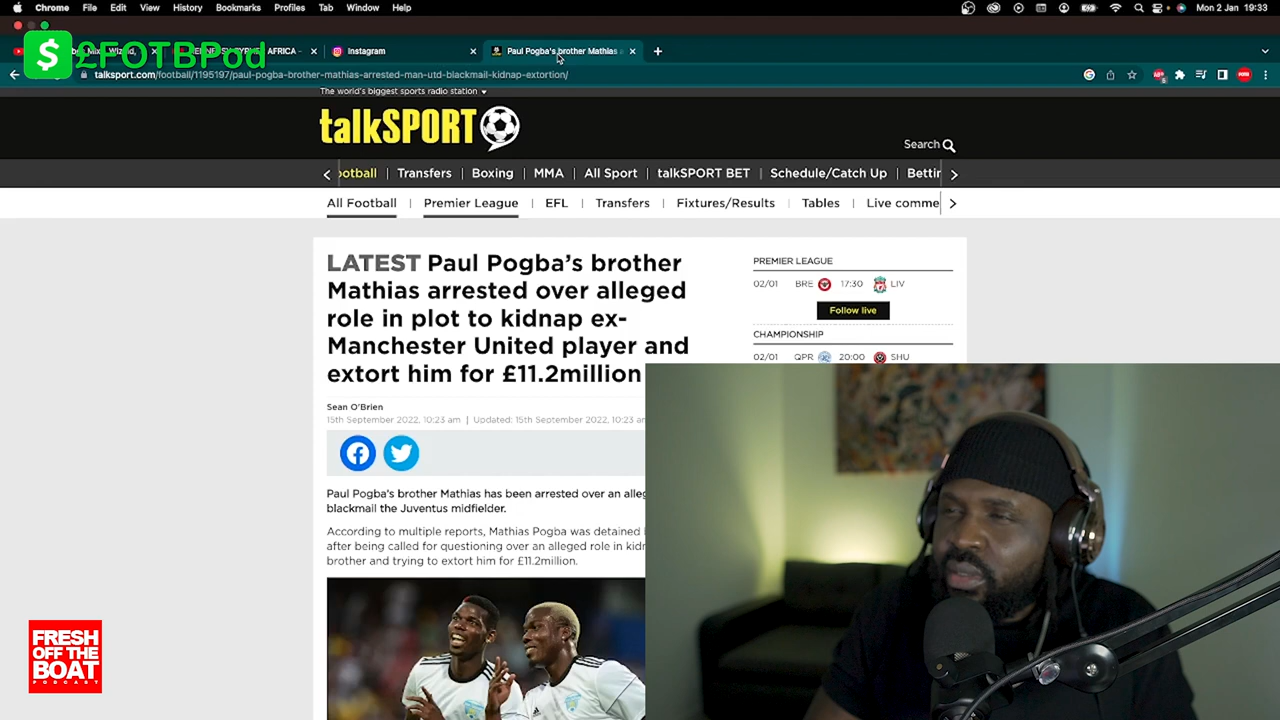 Chrome File Edit View History Bookmarks Profiles Tab Window Help Mon 2 Jan 19:33
£FOTBPod
AFRICA –
Instagram
Paul Pogba's brother Mathias
talksport.com/football/1195197/paul-pogba-brother-mathias-arrested-man-utd-blackmail-kidnap-extortion/
The world's biggest sports radio station
talkSPORT
Search
ootball Transfers Boxing MMA All Sport talkSPORT BET Schedule/Catch Up Bettin
All Football Premier League EFL Transfers Fixtures/Results Tables Live comme
LATEST Paul Pogba's brother
Mathias arrested over alleged
role in plot to kidnap ex-
Manchester United player and
extort him for £11.2million
Sean O'Brien
15th September 2022, 10:23 am | Updated: 15th September 2022, 10:23 am
Paul Pogba's brother Mathias has been arrested over an alleg
blackmail the Juventus midfielder.
According to multiple reports, Mathias Pogba was detained
after being called for questioning over an alleged role in kidn
brother and trying to extort him for £11.2million.
PREMIER LEAGUE
02/01 BRE 17:30 LIV
Follow live
CHAMPIONSHIP
02/01 QPR 20:00 SHU
FRESH
OFF THE
BOAT
PODCAST